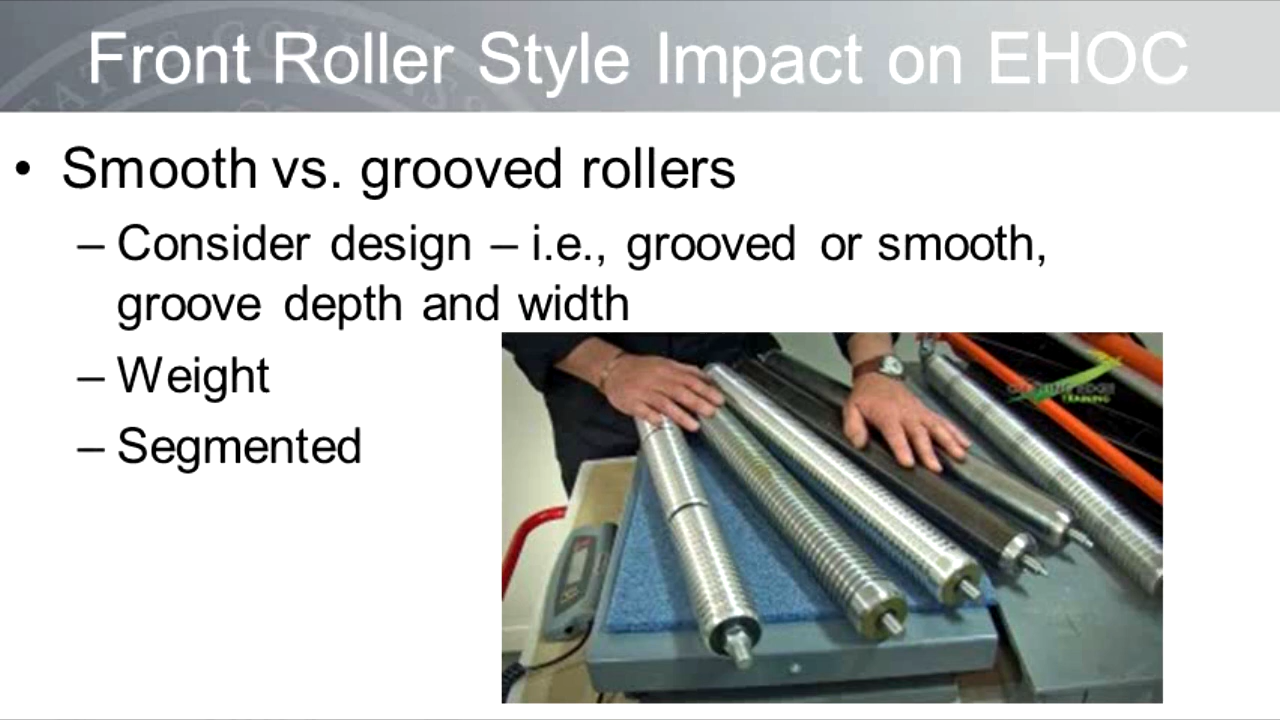 Front Roller Style Impact on EHOC
• Smooth vs. grooved rollers
– Consider design – i.e., grooved or smooth,
groove depth and width
– Weight
– Segmented
TRAINING